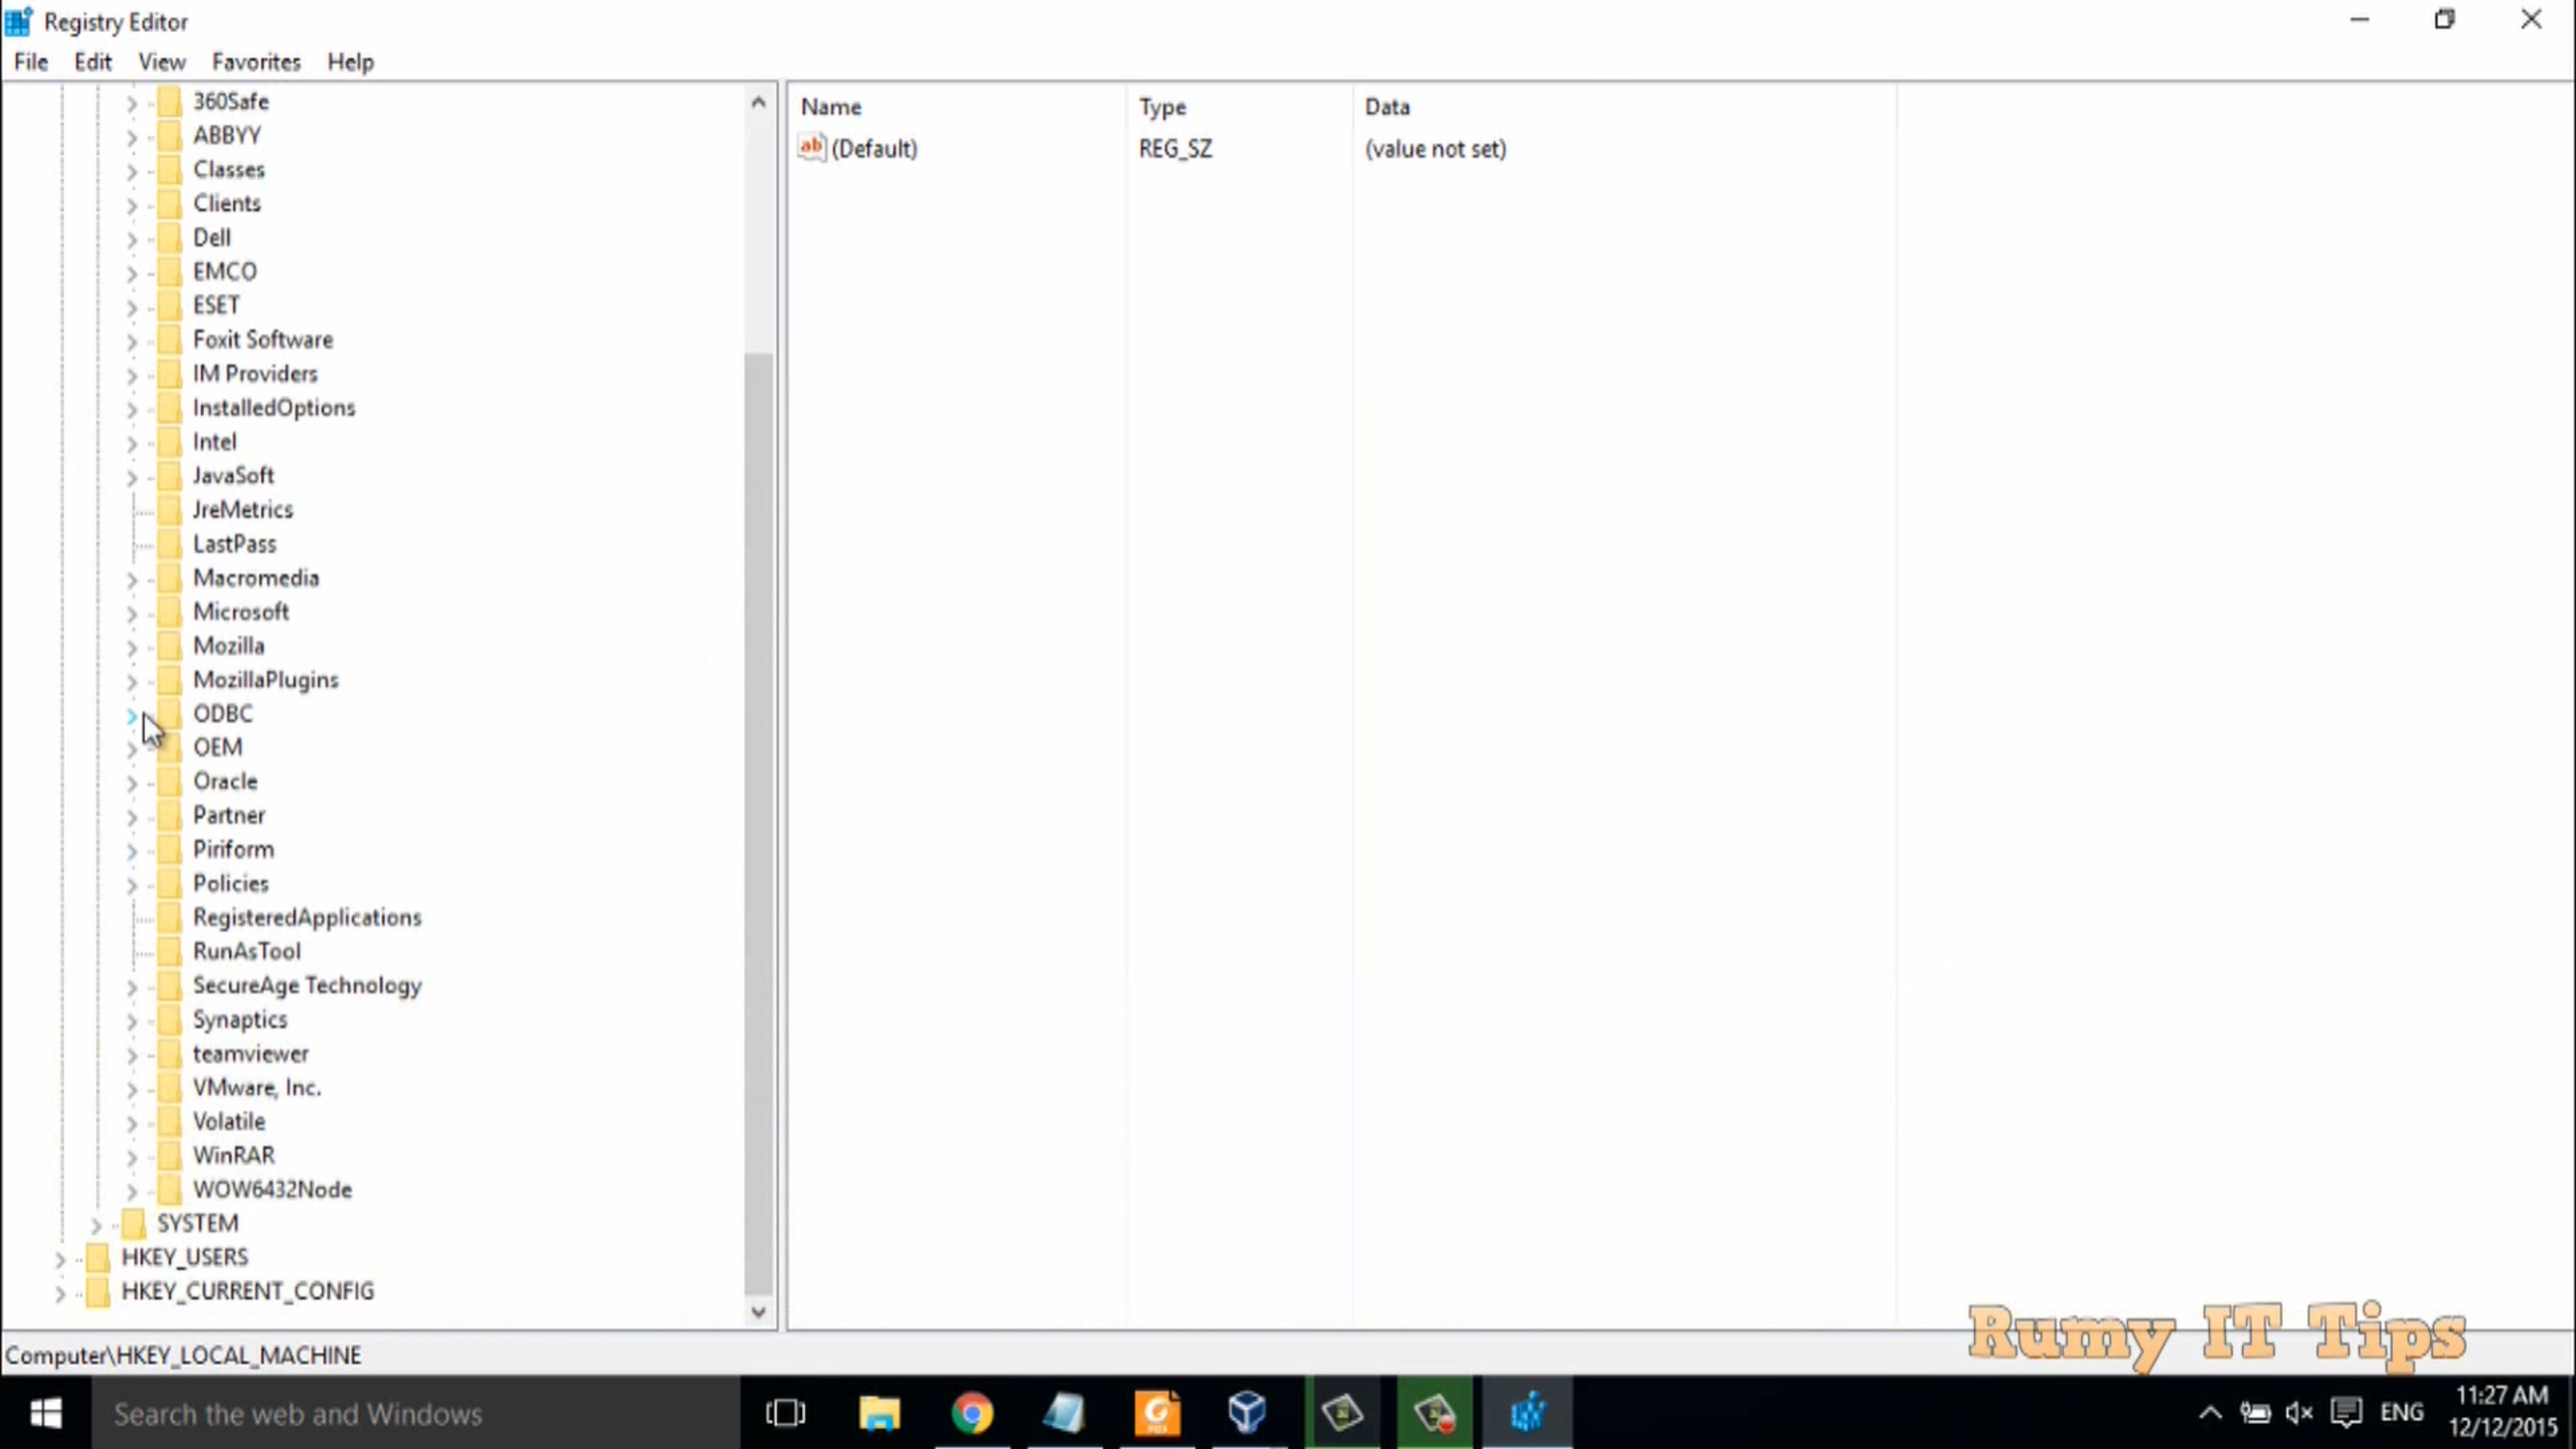 Registry Editor
File Edit View Favorites Help
360Safe
ABBYY
Classes
Clients
Dell
EMCO
ESET
Foxit Software
IM Providers
InstalledOptions
Intel
JavaSoft
JreMetrics
LastPass
Macromedia
Microsoft
Mozilla
MozillaPlugins
ODBC
OEM
Oracle
Partner
Piriform
Policies
RegisteredApplications
RunAsTool
SecureAge Technology
Synaptics
teamviewer
VMware, Inc.
Volatile
WinRAR
WOW6432Node
SYSTEM
HKEY_USERS
HKEY_CURRENT_CONFIG
Name Type Data
ab (Default) REG_SZ (value not set)
Rumy IT Tips
Computer\HKEY_LOCAL_MACHINE
Search the web and Windows
PDF
ENG
11:27 AM
12/12/2015